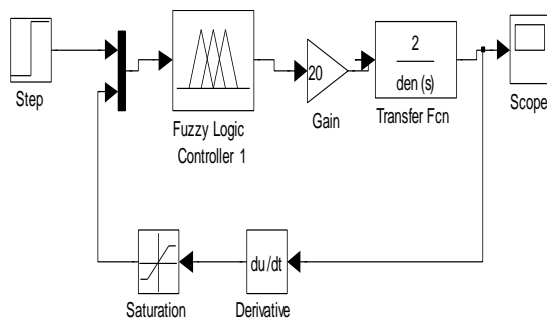 Step
Fuzzy Logic
Controller 1
20
Gain
2
den(s)
Transfer Fcn
Scope
Saturation
du/dt
Derivative